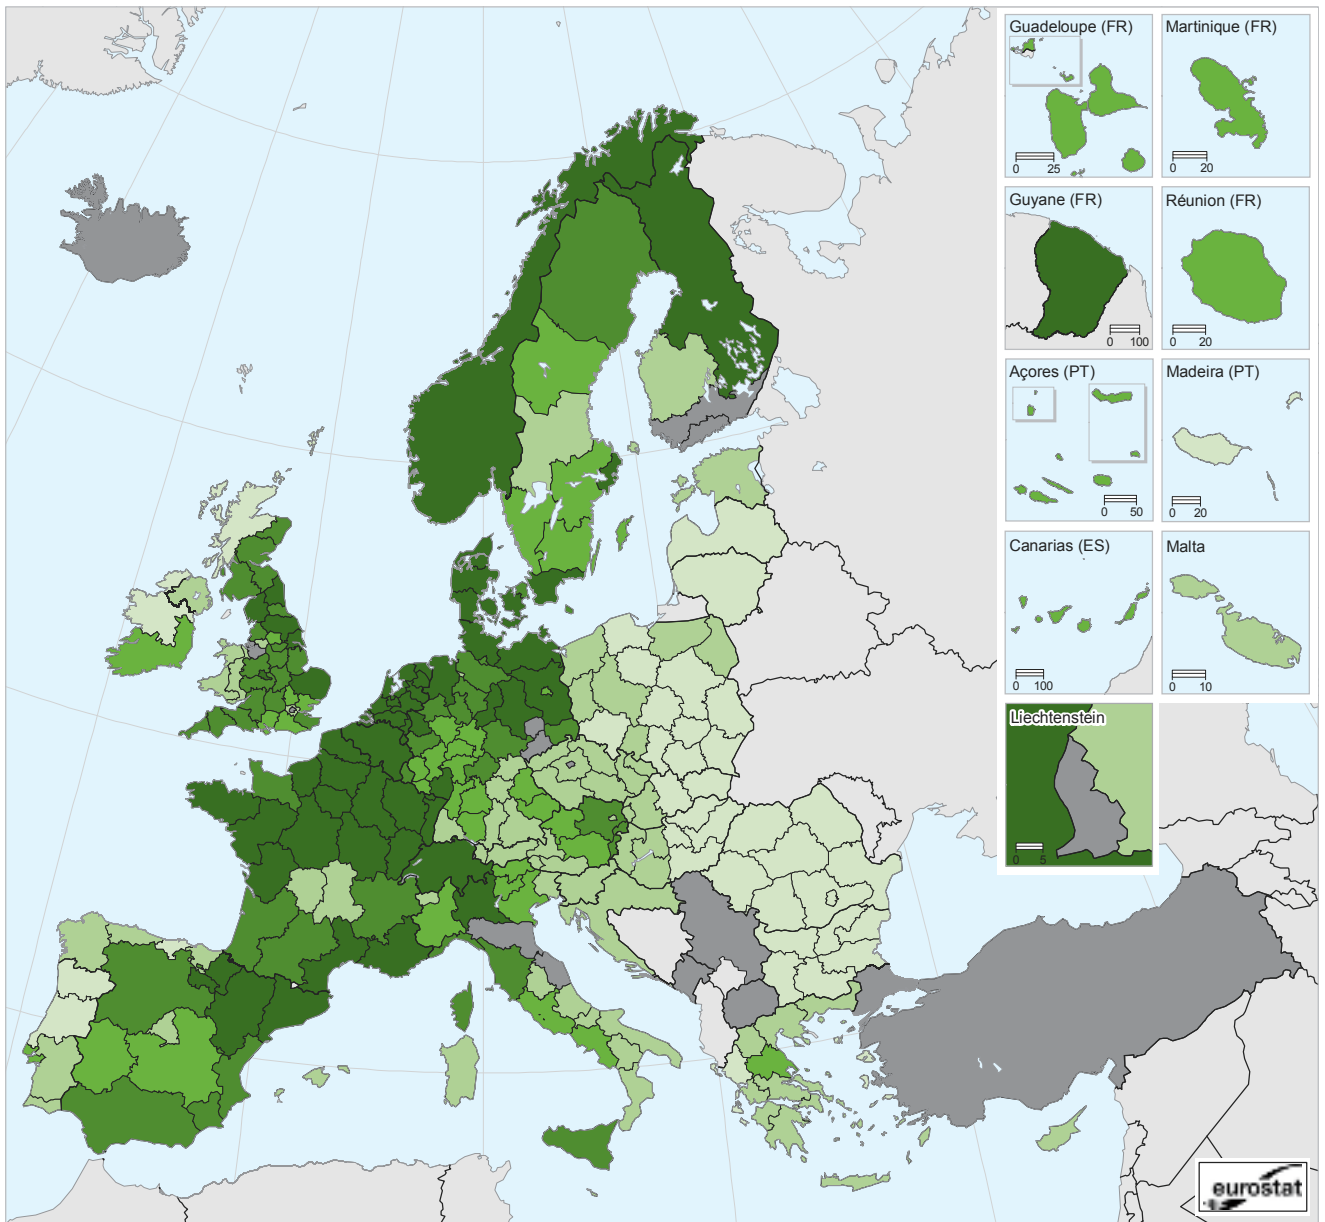 Guadeloupe (FR)
0 25
Martinique (FR)
0 20
Guyane (FR)
0 100
Réunion (FR)
0 20
Açores (PT)
0 50
Madeira (PT)
0 20
Canarias (ES)
0 100
Malta
0 10
Liechtenstein
0 5
eurostat